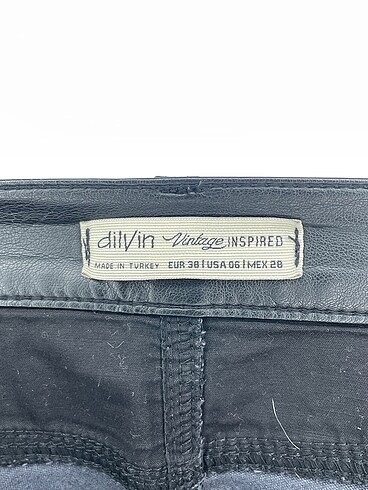 dilvin Vintage INSPIRED
MADE IN TURKEY EUR 38 | USA 06 | MEX 28